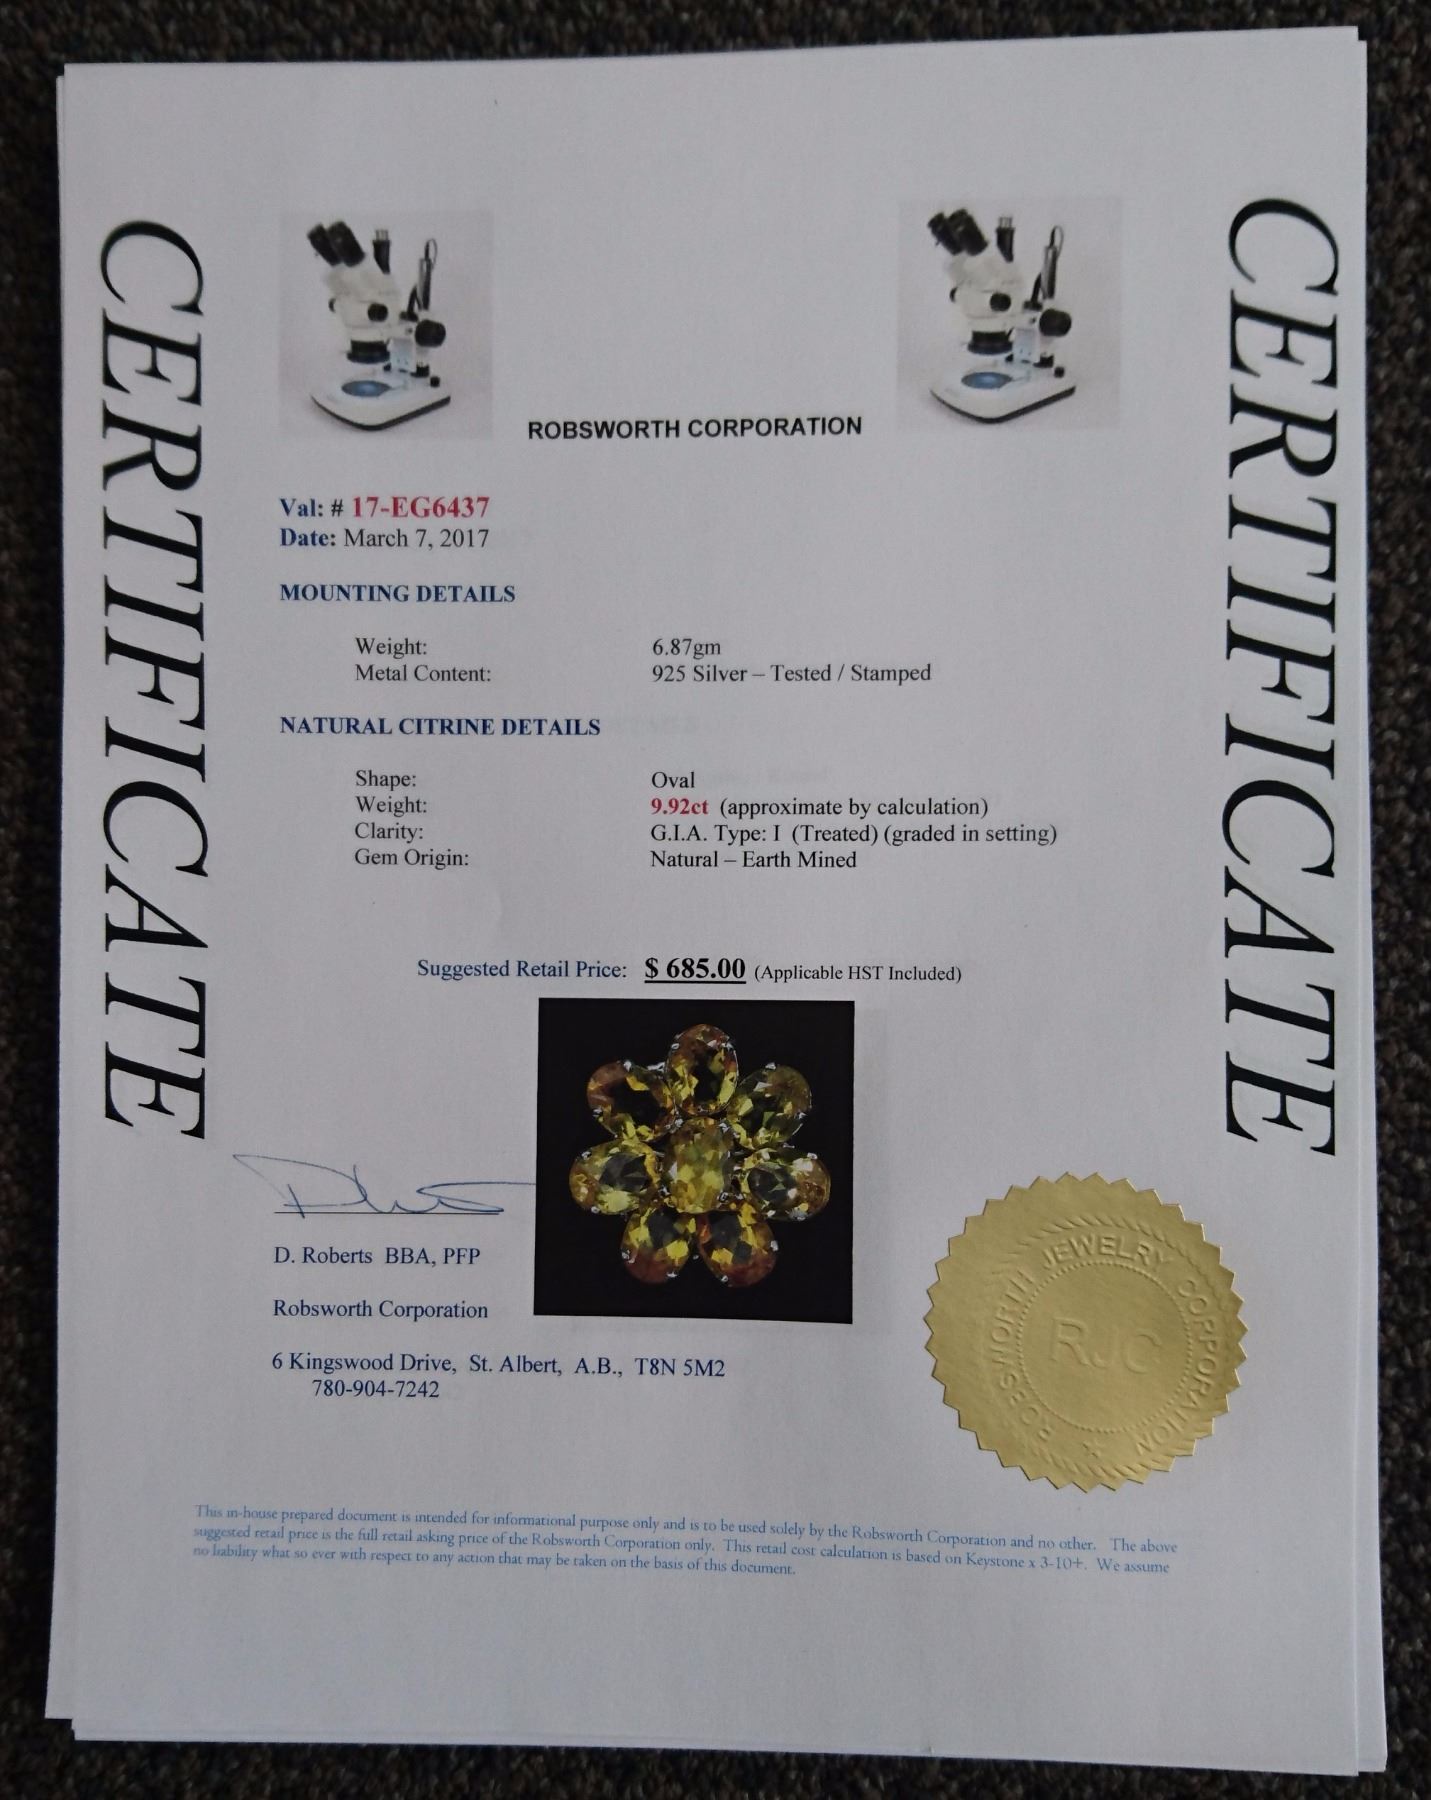 CERTIFICATE
CERTIFICATE
ROBSWORTH CORPORATION
Val: # 17-EG6437
Date: March 7, 2017
MOUNTING DETAILS
Weight: 6.87gm
Metal Content: 925 Silver – Tested / Stamped
NATURAL CITRINE DETAILS
Shape: Oval
Weight: 9.92ct (approximate by calculation)
Clarity: G.I.A. Type: I (Treated) (graded in setting)
Gem Origin: Natural – Earth Mined
Suggested Retail Price: $ 685.00 (Applicable HST Included)
D. Roberts BBA, PFP
Robsworth Corporation
6 Kingswood Drive, St. Albert, A.B., T8N 5M2
780-904-7242
ROBSWORTH JEWELRY CORPORATION
RJC
This in-house prepared document is intended for informational purpose only and is to be used solely by the Robsworth Corporation and no other. The above
suggested retail price is the full retail asking price of the Robsworth Corporation only. This retail cost calculation is based on Keystone x 3-10+. We assume
no liability what so ever with respect to any action that may be taken on the basis of this document.